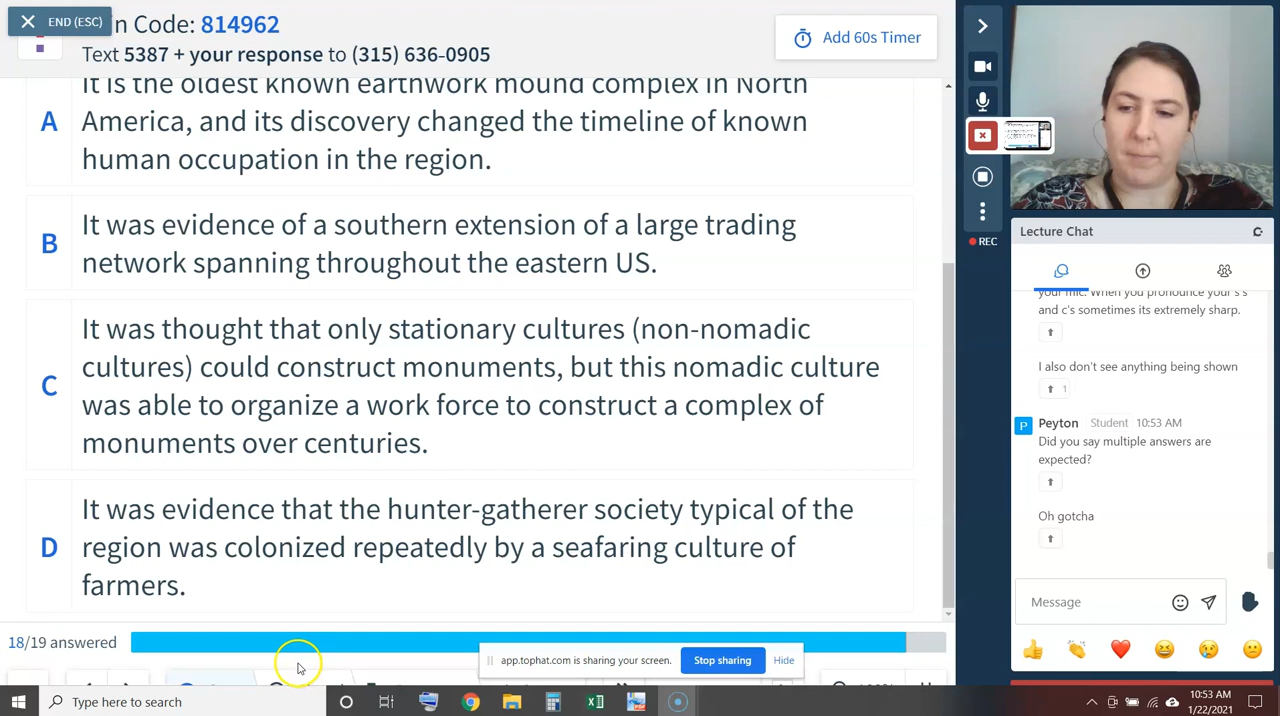 END (ESC)
n Code: 814962
Text 5387 + your response to (315) 636-0905
Add 60s Timer
A
It is the oldest known earthwork mound complex in North
America, and its discovery changed the timeline of known
human occupation in the region.
B
It was evidence of a southern extension of a large trading
network spanning throughout the eastern US.
C
It was thought that only stationary cultures (non-nomadic
cultures) could construct monuments, but this nomadic culture
was able to organize a work force to construct a complex of
monuments over centuries.
D
It was evidence that the hunter-gatherer society typical of the
region was colonized repeatedly by a seafaring culture of
farmers.
18/19 answered
app.tophat.com is sharing your screen.
Stop sharing
Hide
REC
Lecture Chat
your mic. When you pronounce your s's
and c's sometimes its extremely sharp.
I also don't see anything being shown
1
P
Peyton Student 10:53 AM
Did you say multiple answers are
expected?
Oh gotcha
Message
Type here to search
10:53 AM
1/22/2021